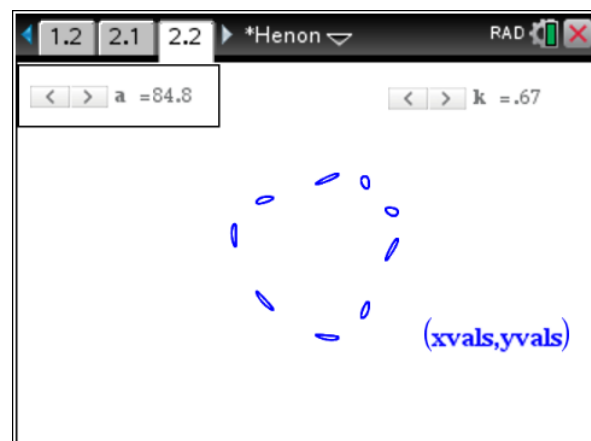 1.2 2.1 2.2 *Henon RAD
< > a =84.8 < > k =.67
(xvals,yvals)